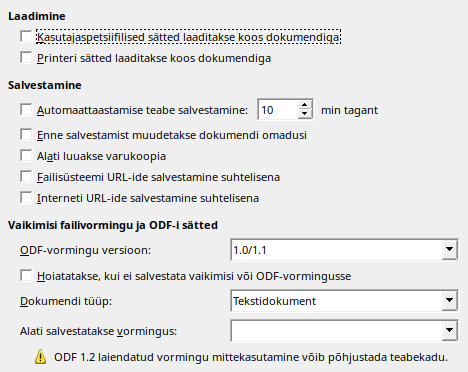 Laadimine
Kasutajaspetsiifilised sätted laaditakse koos dokumendiga
Printeri sätted laaditakse koos dokumendiga
Salvestamine
Automaattaastamise teabe salvestamine: 10 min tagant
Enne salvestamist muudetakse dokumendi omadusi
Alati luuakse varukoopia
Failisüsteemi URL-ide salvestamine suhtelisena
Interneti URL-ide salvestamine suhtelisena
Vaikimisi failivormingu ja ODF-i sätted
ODF-vormingu versioon: 1.0/1.1
Hoiatatakse, kui ei salvestata vaikimisi või ODF-vormingusse
Dokumendi tüüp: Tekstidokument
Alati salvestatakse vormingus:
ODF 1.2 laiendatud vormingu mittekasutamine võib põhjustada teabekadu.